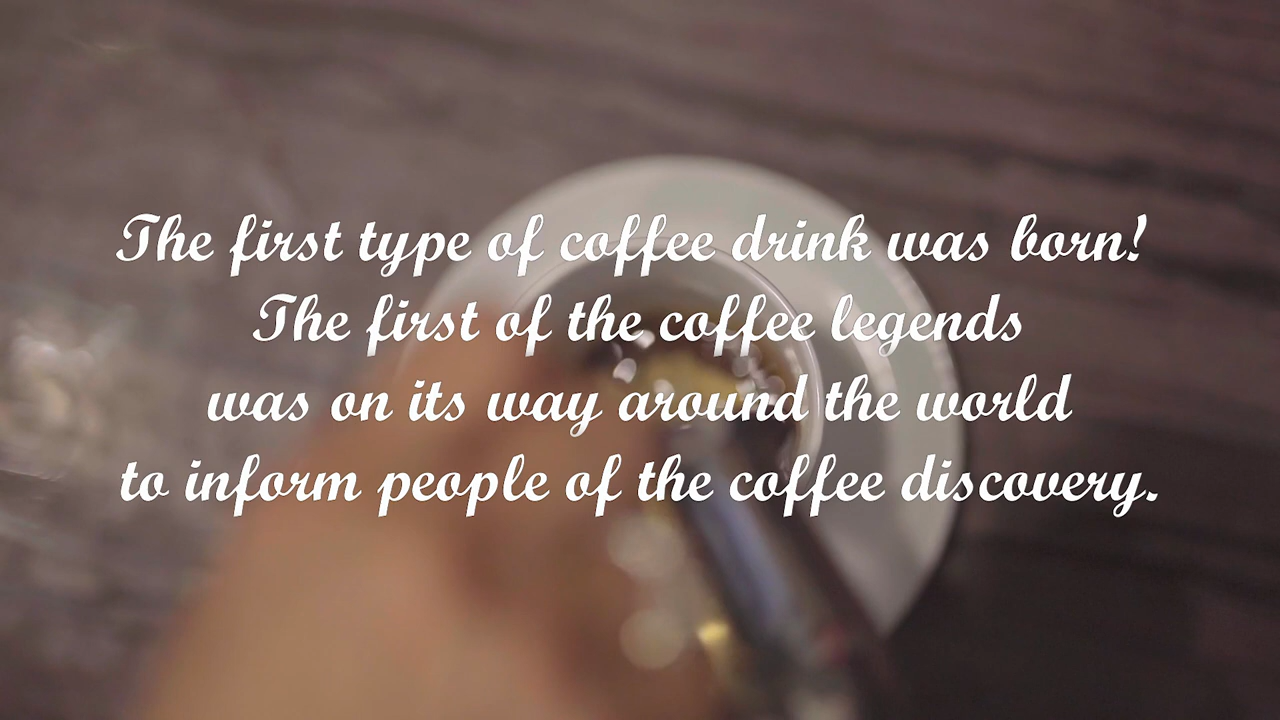 The first type of coffee drink was born!
The first of the coffee legends
was on its way around the world
to inform people of the coffee discovery.